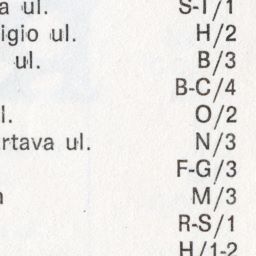 a ul. S-T/1
igio ul. H/2
ul. B/3
B-C/4
l. O/2
rtava ul. N/3
F-G/3
M/3
R-S/1
H/1-2